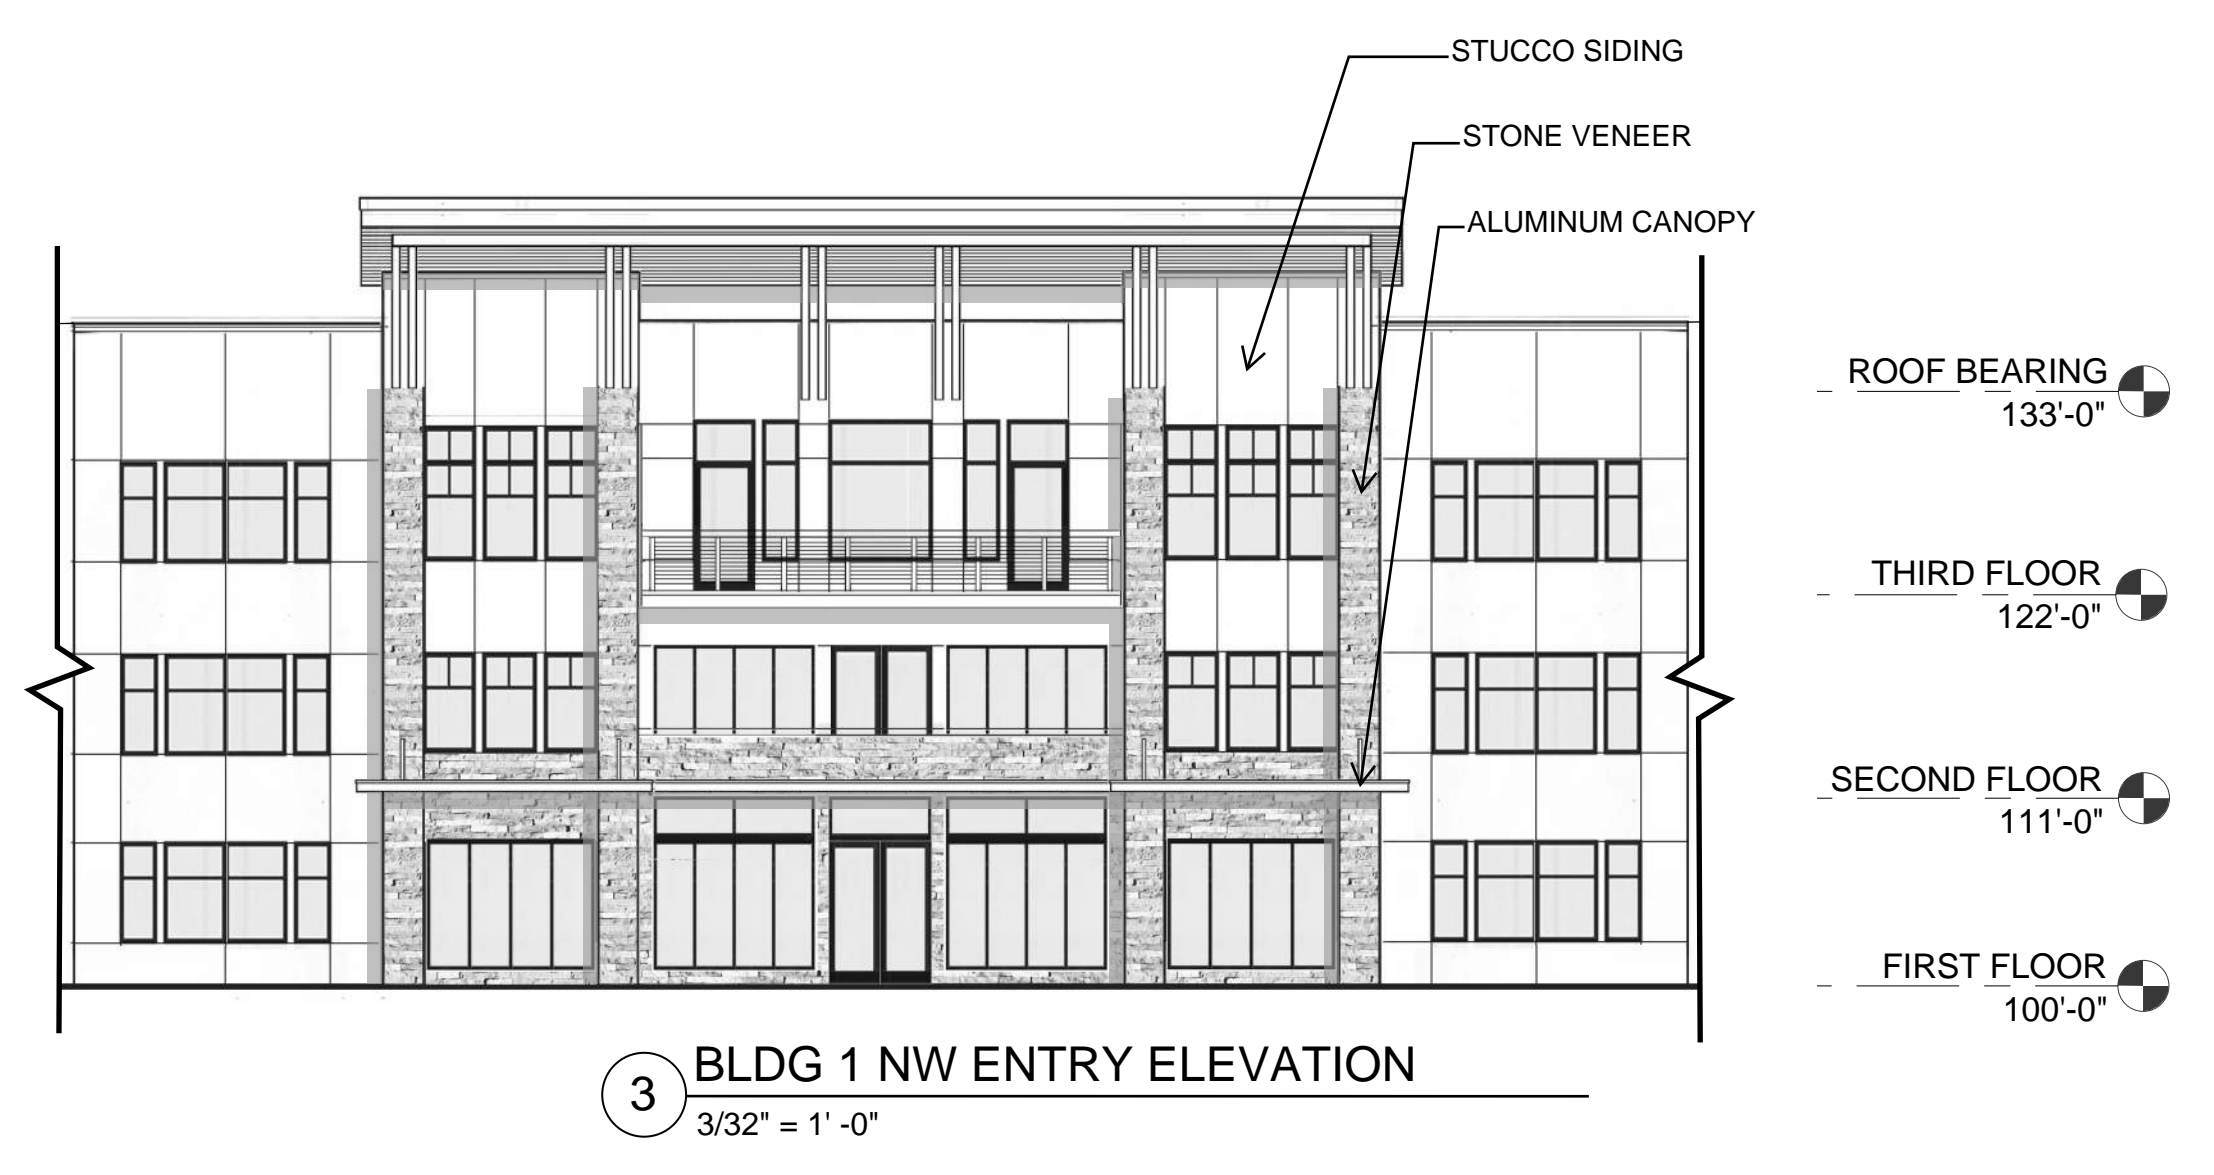 STUCCO SIDING
STONE VENEER
ALUMINUM CANOPY
ROOF BEARING
133'-0"
THIRD FLOOR
122'-0"
SECOND FLOOR
111'-0"
FIRST FLOOR
100'-0"
3
BLDG 1 NW ENTRY ELEVATION
3/32" = 1' -0"